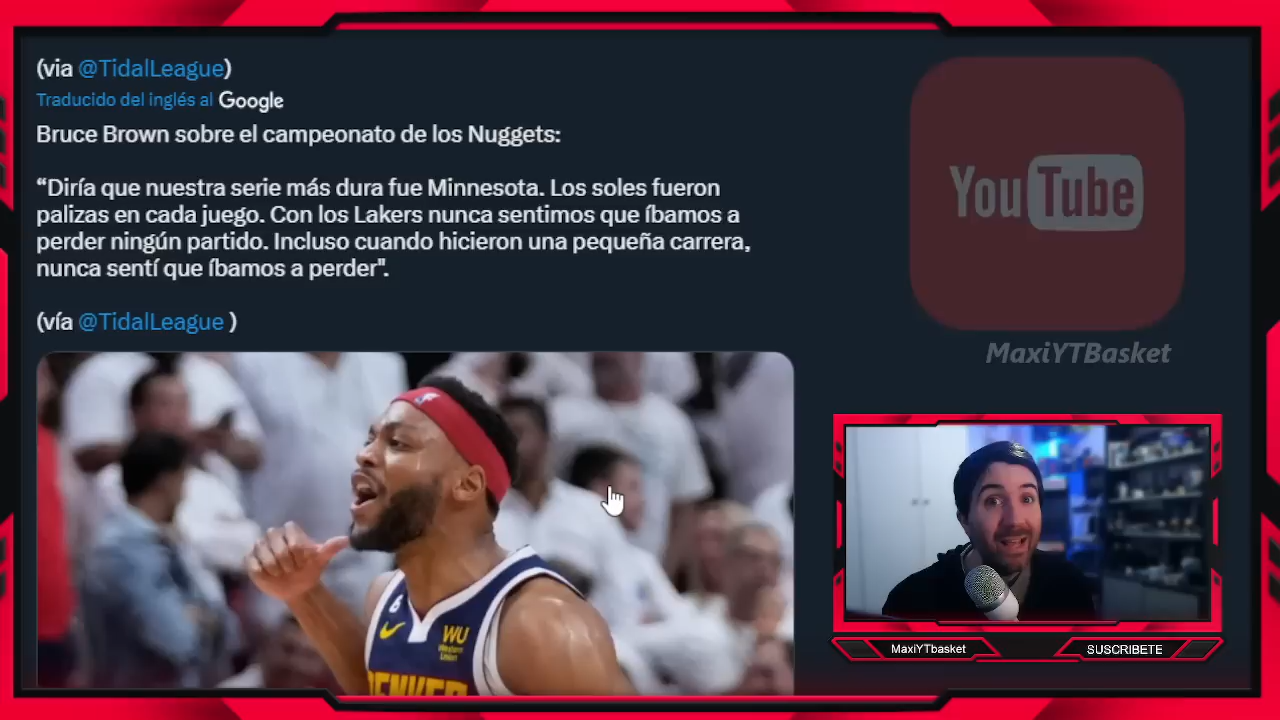 (via @TidalLeague)
Traducido del inglés al Google
Bruce Brown sobre el campeonato de los Nuggets:
“Diría que nuestra serie más dura fue Minnesota. Los soles fueron
palizas en cada juego. Con los Lakers nunca sentimos que íbamos a
perder ningún partido. Incluso cuando hicieron una pequeña carrera,
nunca sentí que íbamos a perder".
(vía @TidalLeague )
YouTube
MaxiYTBasket
6
WU
Western
Union
DENVER
MaxiYTbasket
SUSCRIBETE